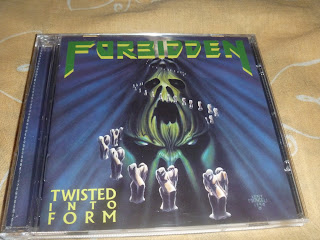 FORBIDDEN
TWISTED
INTO
FORM